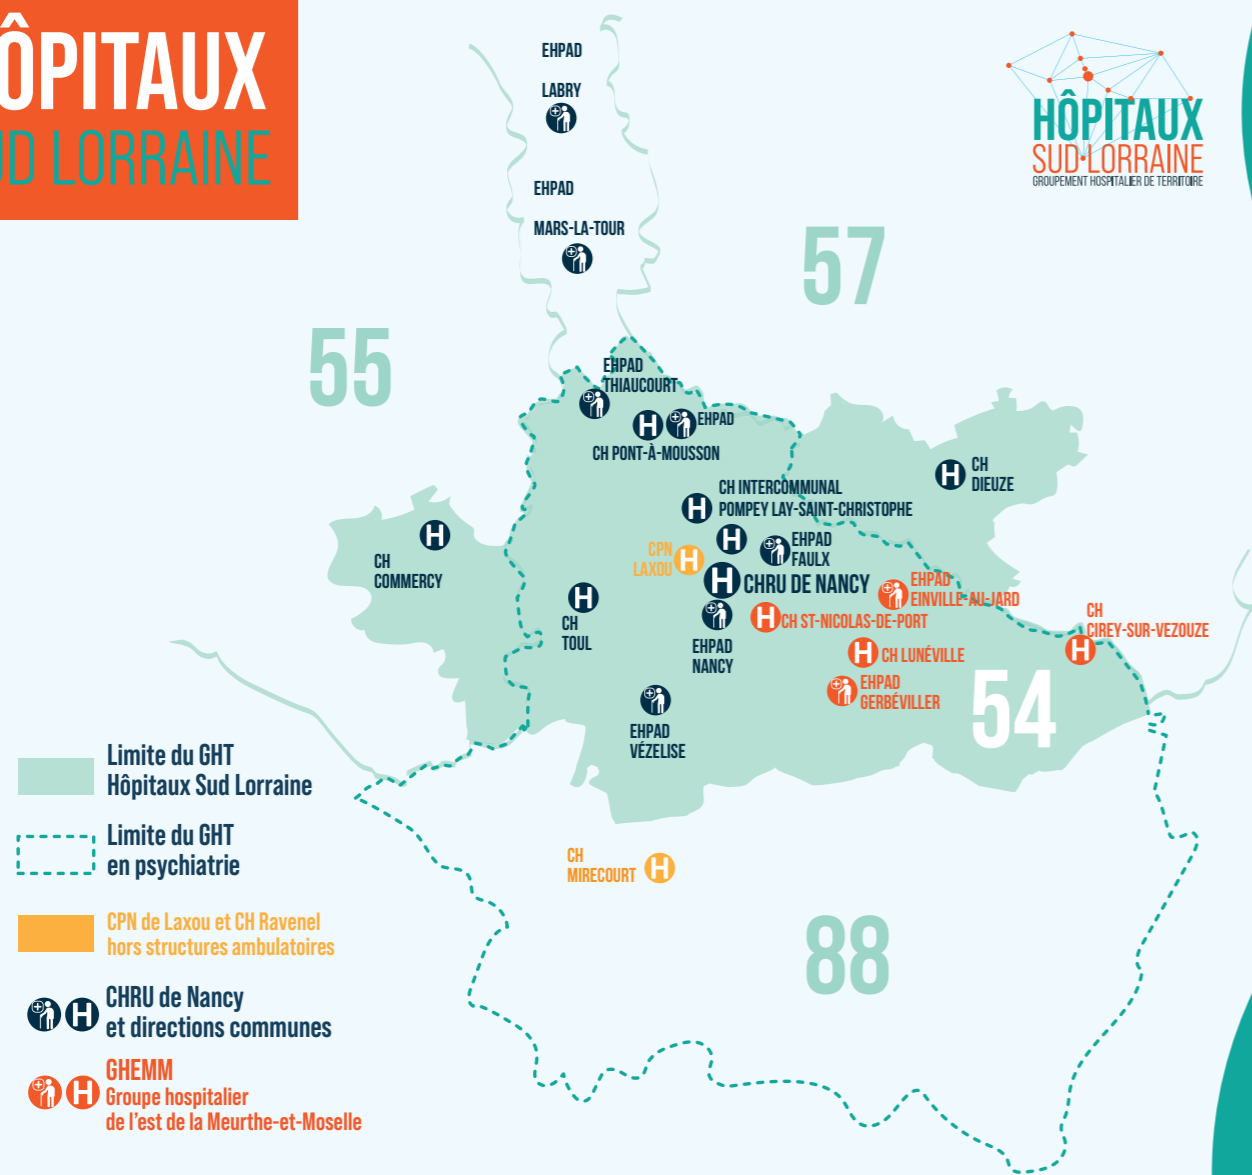 ÔPITAUX
UD LORRAINE
HÔPITAUX
SUD LORRAINE
GROUPEMENT HOSPITALIER DE TERRITOIRE
EHPAD
LABRY
EHPAD
MARS-LA-TOUR
57
55
EHPAD
THIAUCOURT
H
EHPAD
CH PONT-À-MOUSSON
H
CH
DIEUZE
H
CH INTERCOMMUNAL
POMPEY LAY-SAINT-CHRISTOPHE
H
H
CH
COMMERCY
CPN
LAXOU
H
EHPAD
FAULX
H
CHRU DE NANCY
EHPAD
EINVILLE-AU-JARD
H
CH
TOUL
EHPAD
NANCY
H
CH ST-NICOLAS-DE-PORT
CH
CIREY-SUR-VEZOUZE
H
H
CH LUNÉVILLE
EHPAD
GERBÉVILLER
54
EHPAD
VÉZELISE
CH
MIRECOURT
H
88
Limite du GHT
Hôpitaux Sud Lorraine
Limite du GHT
en psychiatrie
CPN de Laxou et CH Ravenel
hors structures ambulatoires
H
CHRU de Nancy
et directions communes
H
GHEMM
Groupe hospitalier
de l'est de la Meurthe-et-Moselle